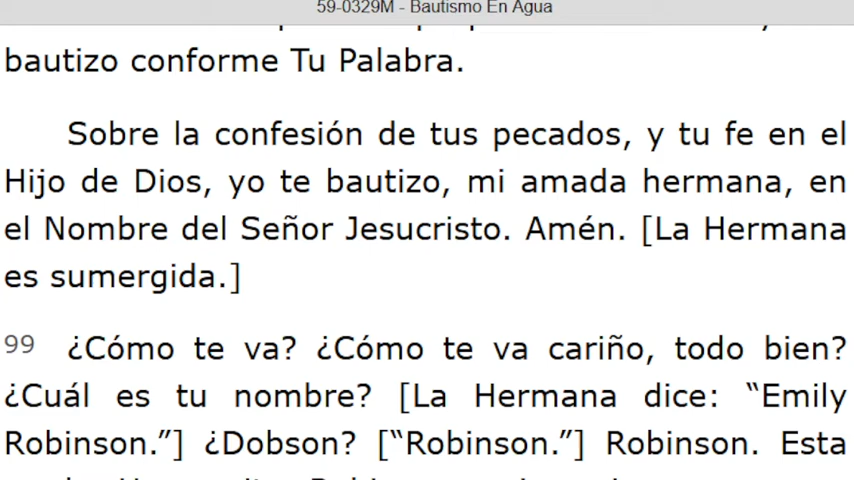 59-0329M - Bautismo En Agua
bautizo conforme Tu Palabra.
Sobre la confesión de tus pecados, y tu fe en el
Hijo de Dios, yo te bautizo, mi amada hermana, en
el Nombre del Señor Jesucristo. Amén. [La Hermana
es sumergida.]
99 ¿Cómo te va? ¿Cómo te va cariño, todo bien?
¿Cuál es tu nombre? [La Hermana dice: “Emily
Robinson.”] ¿Dobson? [“Robinson.”] Robinson. Esta